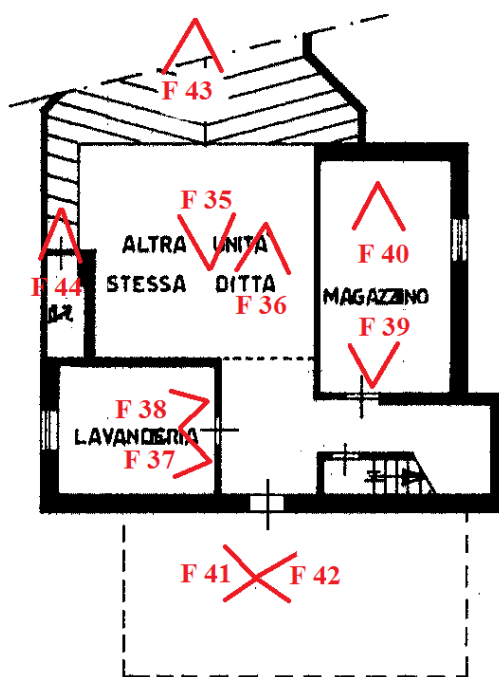 F 43
F 35
ALTRA UNITA'
STESSA DITTA
F 36
F 40
F 44
MAGAZZINO
F 39
F 38
LAVANDERIA
F 37
F 41
F 42